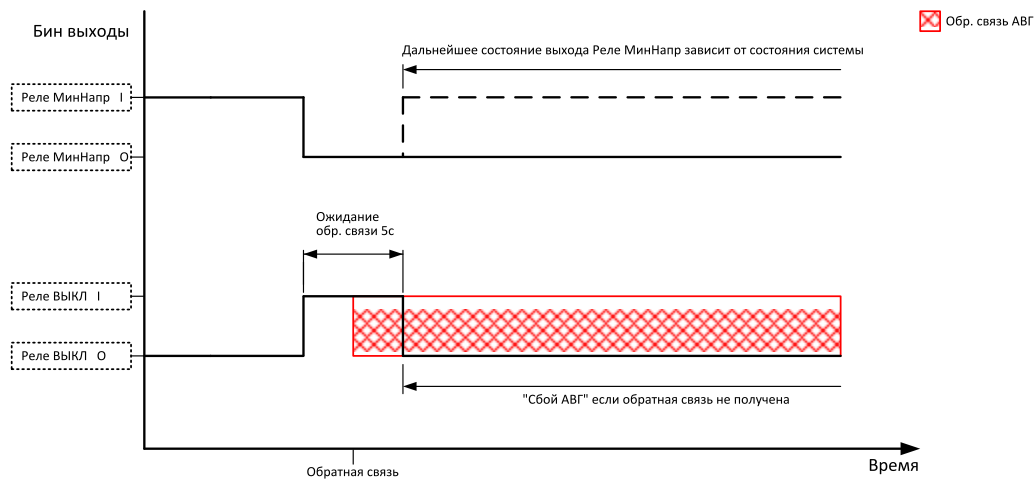 Бин выходы
Обр. связь АВГ
Дальнейшее состояние выхода Реле МинНапр зависит от состояния системы
Реле МинНапр I
Реле МинНапр O
Ожидание
обр. связи 5с
Реле ВЫКЛ I
Реле ВЫКЛ O
"Сбой АВГ" если обратная связь не получена
Время
Обратная связь